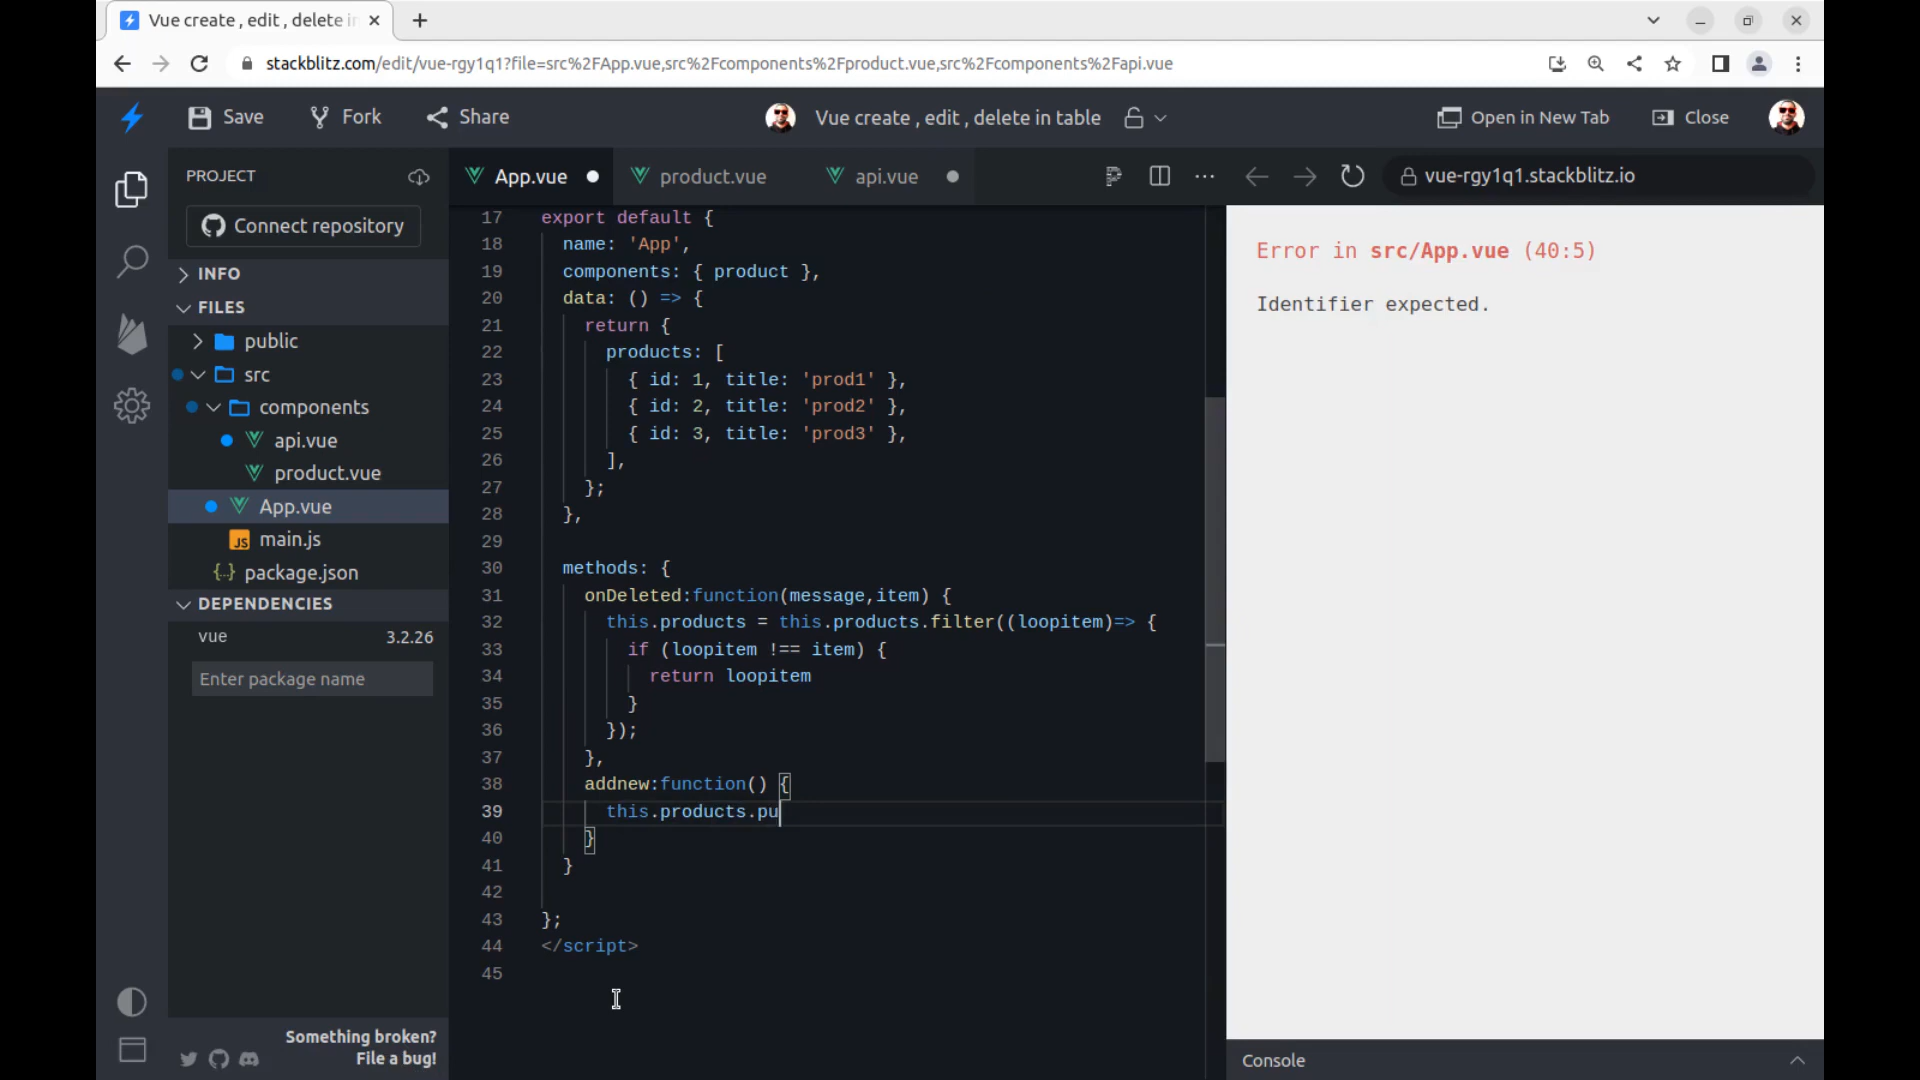 Vue create , edit , delete in
stackblitz.com/edit/vue-rgy1q1?file=src%2FApp.vue,src%2Fcomponents%2Fproduct.vue,src%2Fcomponents%2Fapi.vue
Save Fork Share Vue create , edit , delete in table Open in New Tab Close
PROJECT
Connect repository
INFO
FILES
public
src
components
api.vue
product.vue
App.vue
JS main.js
{..} package.json
DEPENDENCIES
vue 3.2.26
Enter package name
Something broken?
File a bug!
App.vue product.vue api.vue
17 export default {
18 name: 'App',
19 components: { product },
20 data: () => {
21 return {
22 products: [
23 { id: 1, title: 'prod1' },
24 { id: 2, title: 'prod2' },
25 { id: 3, title: 'prod3' },
26 ],
27 };
28 },
29
30 methods: {
31 onDeleted:function(message,item) {
32 this.products = this.products.filter((loopitem)=> {
33 if (loopitem !== item) {
34 return loopitem
35 }
36 });
37 },
38 addnew:function() {
39 this.products.pu
40 }
41 }
42
43 };
44 </script>
45
vue-rgy1q1.stackblitz.io
Error in src/App.vue (40:5)
Identifier expected.
Console